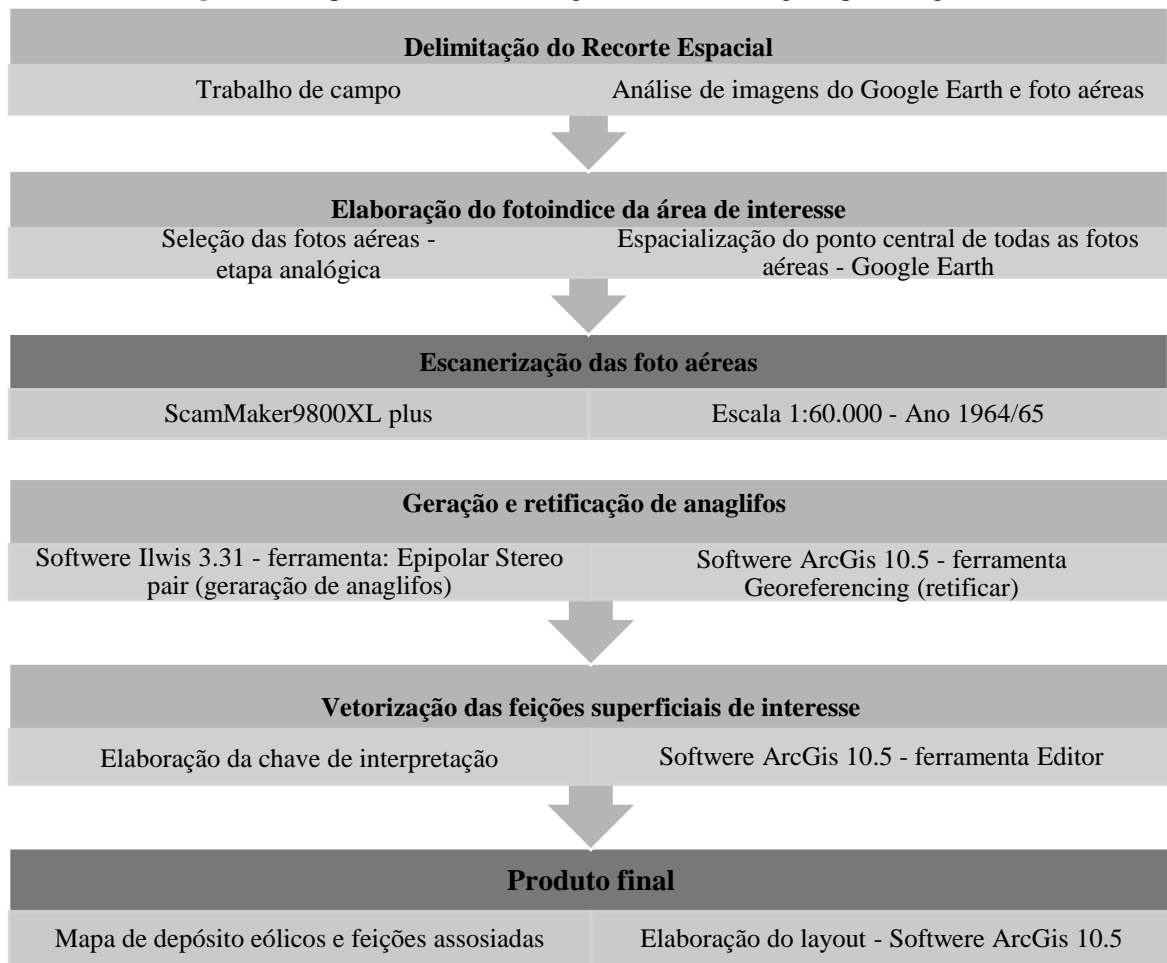 Delimitação do Recorte Espacial
Trabalho de campo
Análise de imagens do Google Earth e foto aéreas
Elaboração do fotoindice da área de interesse
Seleção das fotos aéreas -
etapa analógica
Espacialização do ponto central de todas as fotos
aéreas - Google Earth
Escanerização das foto aéreas
ScamMaker9800XL plus
Escala 1:60.000 - Ano 1964/65
Geração e retificação de anaglifos
Softwere Ilwis 3.31 - ferramenta: Epipolar Stereo
pair (geraração de anaglifos)
Softwere ArcGis 10.5 - ferramenta
Georeferencing (retificar)
Vetorização das feições superficiais de interesse
Elaboração da chave de interpretação
Softwere ArcGis 10.5 - ferramenta Editor
Produto final
Mapa de depósito eólicos e feições assosiadas
Elaboração do layout - Softwere ArcGis 10.5